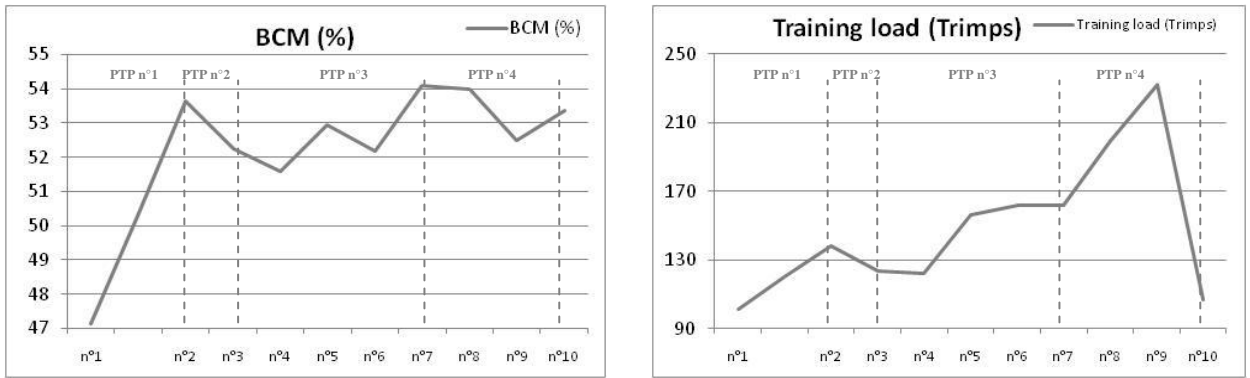 BCM (%)
BCM (%)
55
54
53
52
51
50
49
48
47
PTP n°1 PTP n°2 PTP n°3 PTP n°4
n°1 n°2 n°3 n°4 n°5 n°6 n°7 n°8 n°9 n°10
Training load (Trimps)
Training load (Trimps)
250
210
170
130
90
PTP n°1 PTP n°2 PTP n°3 PTP n°4
n°1 n°2 n°3 n°4 n°5 n°6 n°7 n°8 n°9 n°10